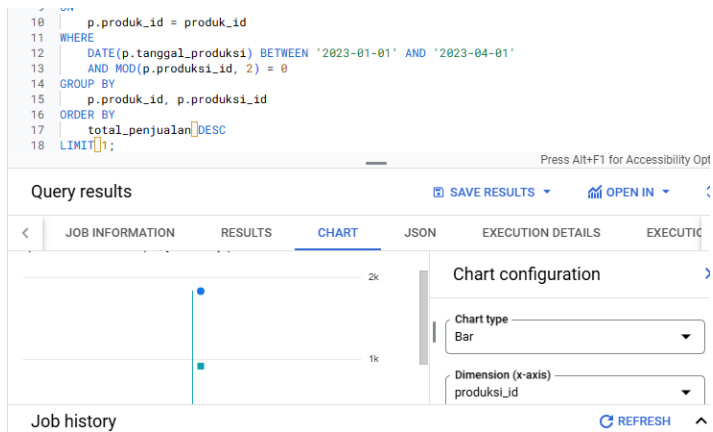 ON
10 p.produk_id = produk_id
11 WHERE
12 DATE(p.tanggal_produksi) BETWEEN '2023-01-01' AND '2023-04-01'
13 AND MOD(p.produksi_id, 2) = 0
14 GROUP BY
15 p.produk_id, p.produksi_id
16 ORDER BY
17 total_penjualan DESC
18 LIMIT 1;
Press Alt+F1 for Accessibility Opt
Query results
SAVE RESULTS
OPEN IN
JOB INFORMATION RESULTS CHART JSON EXECUTION DETAILS EXECUTIO
2k
1k
Chart configuration
Chart type
Bar
Dimension (x-axis)
produksi_id
Job history
REFRESH